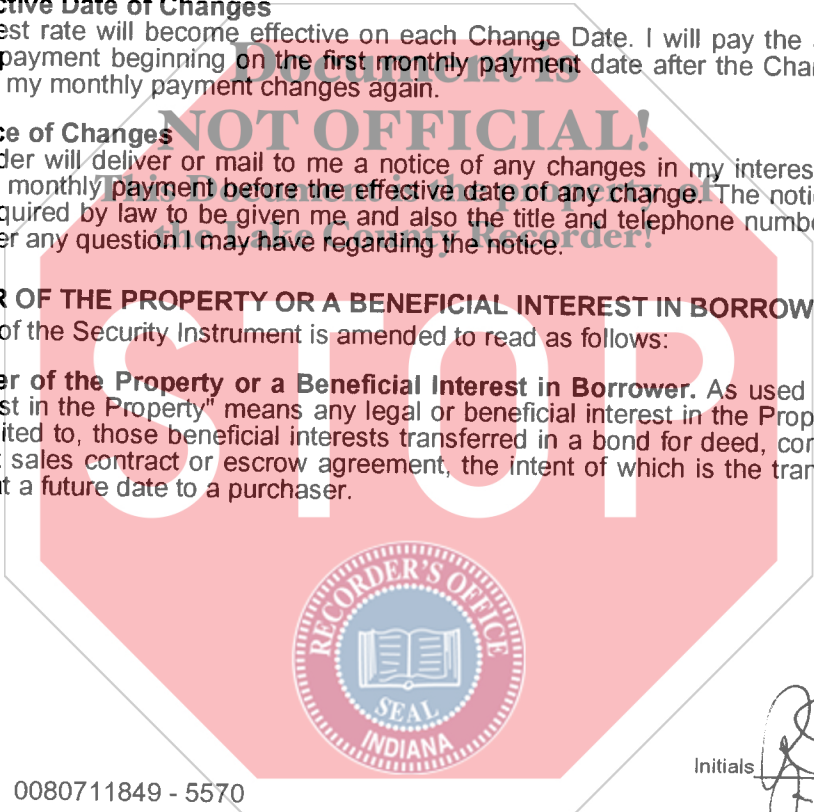 ctive Date of Changes
est rate will become effective on each Change Date. I will pay the
payment beginning on the first monthly payment date after the Cha
my monthly payment changes again.
ce of Changes
der will deliver or mail to me a notice of any changes in my interes
monthly payment before the effective date of any change. The noti
quired by law to be given me and also the title and telephone numb
er any question I may have regarding the notice.
Document is
NOT OFFICIAL!
This Document is the property of
the Lake County Recorder!
R OF THE PROPERTY OR A BENEFICIAL INTEREST IN BORROW
of the Security Instrument is amended to read as follows:
er of the Property or a Beneficial Interest in Borrower. As used
st in the Property" means any legal or beneficial interest in the Prop
ited to, those beneficial interests transferred in a bond for deed, con
sales contract or escrow agreement, the intent of which is the tran
t a future date to a purchaser.
STOP
RECORDER'S OFFICE
SEAL
INDIANA
Initials
0080711849 - 5570